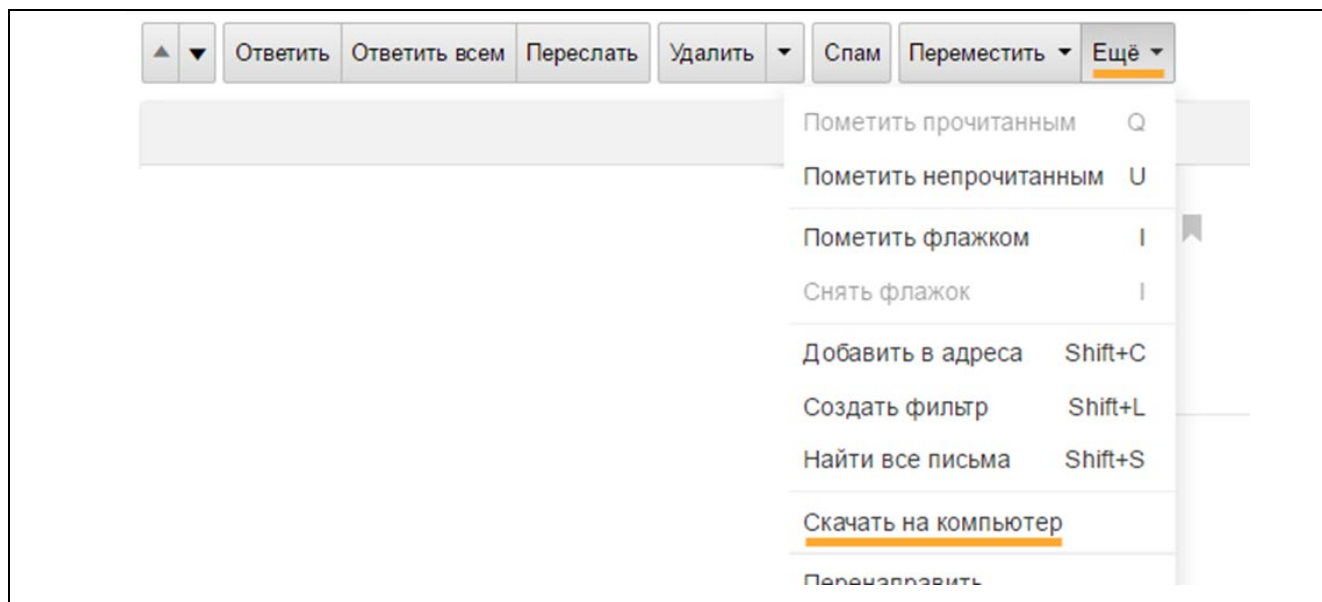 Ответить Ответить всем Переслать Удалить Спам Переместить Ещё
Пометить прочитанным Q
Пометить непрочитанным U
Пометить флажком I
Снять флажок I
Добавить в адреса Shift+C
Создать фильтр Shift+L
Найти все письма Shift+S
Скачать на компьютер
Перенаправить